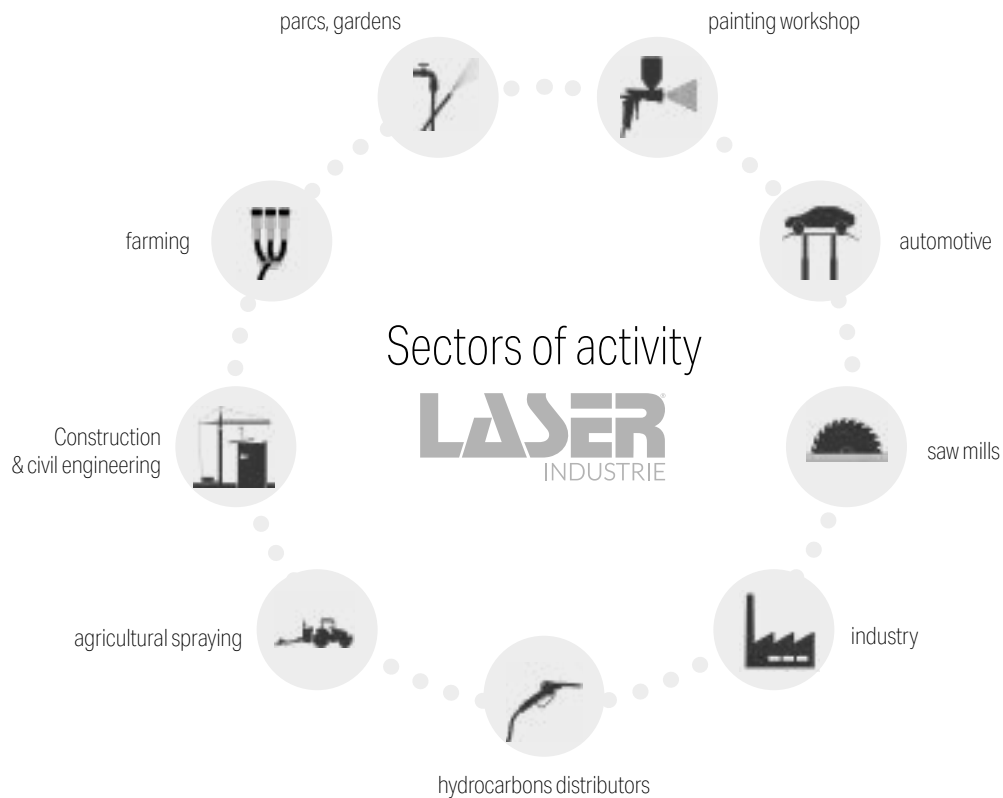 parcs, gardens
painting workshop
farming
automotive
Sectors of activity
LASER
INDUSTRIE
Construction
& civil engineering
saw mills
agricultural spraying
industry
hydrocarbons distributors